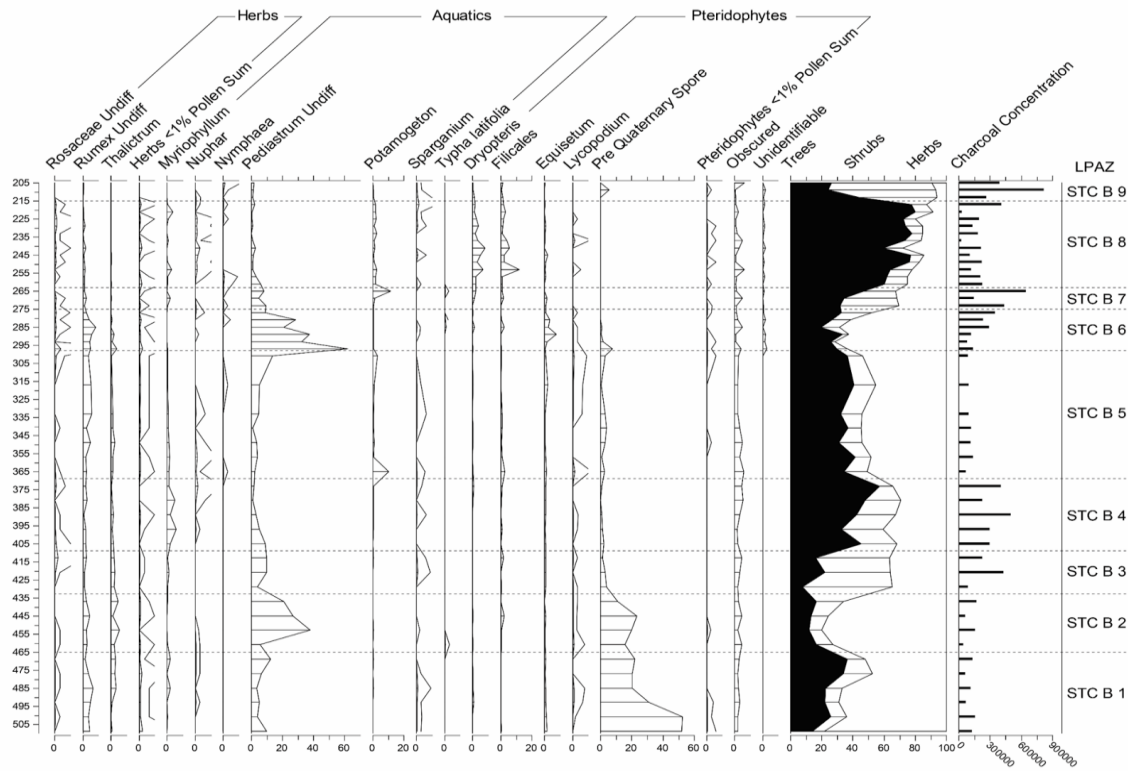 Herbs Aquatics Pteridophytes
Rosaceae Undiff
Rumex Undiff
Thalictrum
Herbs <1% Pollen Sum
Myriophyllum
Nuphar
Nymphaea
Pediastrum Undiff
Potamogeton
Sparganium
Typha latifolia
Dryopteris
Filicales
Equisetum
Lycopodium
Pre Quaternary Spore
Pteridophytes <1% Pollen Sum
Obscured
Unidentifiable
Trees
Shrubs
Herbs
Charcoal Concentration
LPAZ
205
215
225
235
245
255
265
275
285
295
305
315
335
345
355
365
375
385
395
405
415
425
435
445
455
465
475
485
495
505
STC B 9
STC B 8
STC B 7
STC B 6
STC B 5
STC B 4
STC B 3
STC B 2
STC B 1
0 0 0 0 0 0 0 0 20 40 60 0 20 0 0 0 0 0 0 0 20 40 60 0 0 0 0 20 40 60 80 100 0 300000 600000 900000